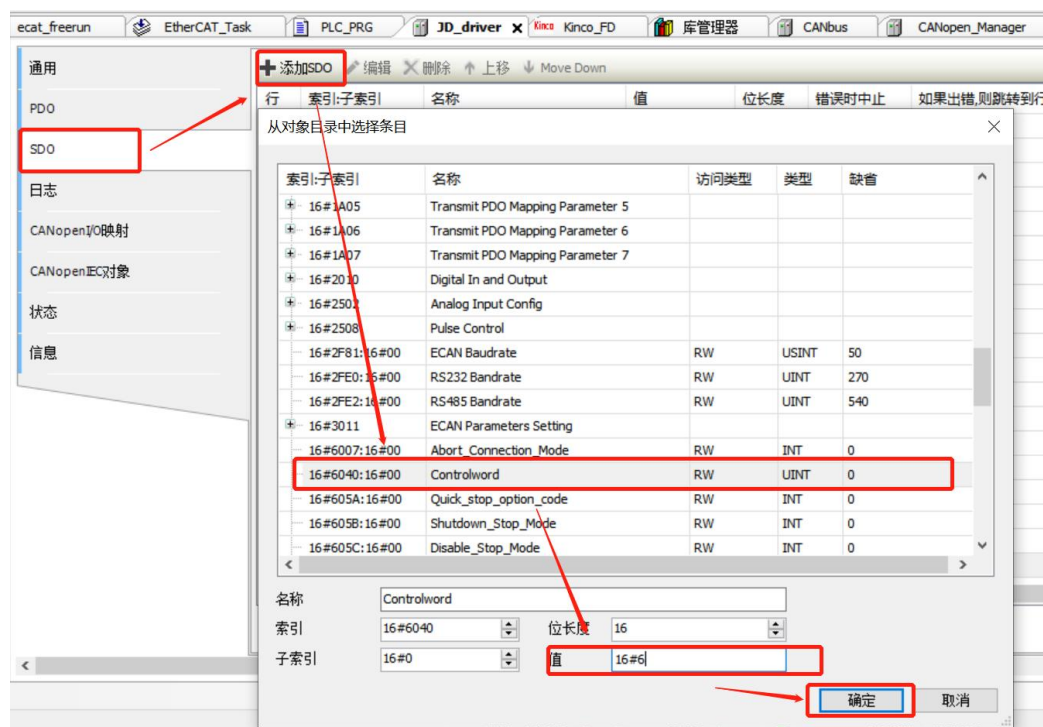 ecat_freerun EtherCAT_Task PLC_PRG JD_driver Kinco Kinco_FD 库管理器 CANbus CANopen_Manager
通用
PDO
SDO
日志
CANopenI/O映射
CANopenIEC对象
状态
信息
添加SDO 编辑 删除 上移 Move Down
行 索引:子索引 名称 值 位长度 错误时中止 如果出错,则跳转到行
从对象目录中选择条目
索引:子索引 名称 访问类型 类型 缺省
16#1A05 Transmit PDO Mapping Parameter 5
16#1A06 Transmit PDO Mapping Parameter 6
16#1A07 Transmit PDO Mapping Parameter 7
16#2010 Digital In and Output
16#2502 Analog Input Config
16#2508 Pulse Control
16#2F81:16#00 ECAN Baudrate RW USINT 50
16#2FE0:16#00 RS232 Bandrate RW UINT 270
16#2FE2:16#00 RS485 Bandrate RW UINT 540
16#3011 ECAN Parameters Setting
16#6007:16#00 Abort_Connection_Mode RW INT 0
16#6040:16#00 Controlword RW UINT 0
16#605A:16#00 Quick_stop_option_code RW INT 0
16#605B:16#00 Shutdown_Stop_Mode RW INT 0
16#605C:16#00 Disable_Stop_Mode RW INT 0
名称 Controlword
索引 16#6040 位长度 16
子索引 16#0 值 16#6
确定 取消